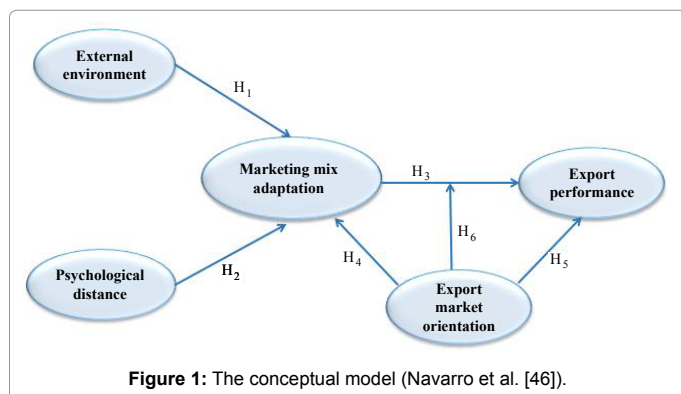 External
environment
H1
Marketing mix
adaptation
H3
Export
performance
H6
Psychological
distance
H2
H4
H5
Export
market
orientation
Figure 1: The conceptual model (Navarro et al. [46]).